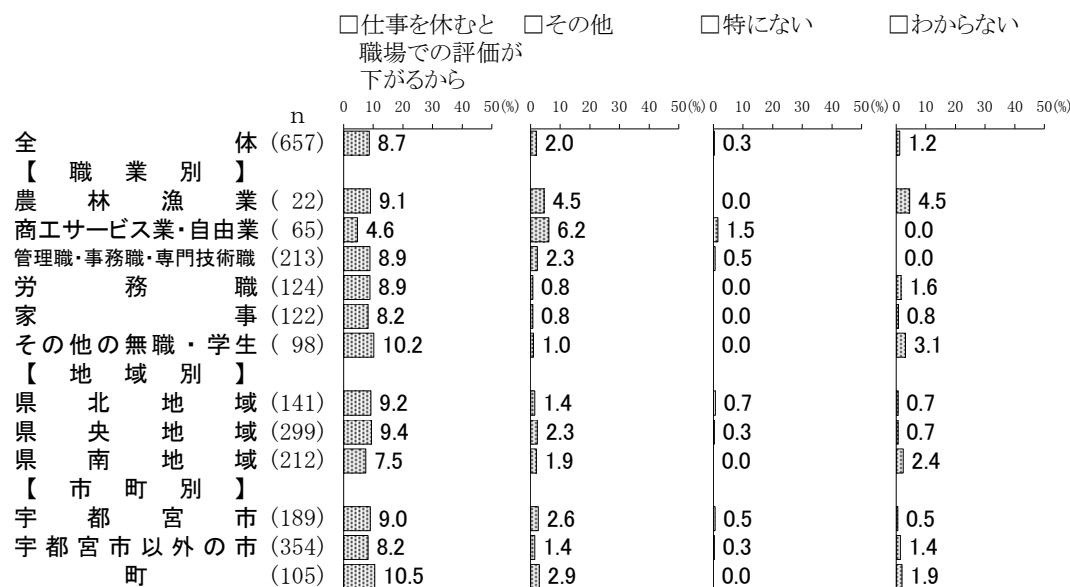 □仕事を休むと □その他 □特にない □わからない
職場での評価が
下がるから
0 10 20 30 40 50(%) 0 10 20 30 40 50(%) 0 10 20 30 40 50(%) 0 10 20 30 40 50(%)
n
全体 (657) 8.7 2.0 0.3 1.2
【職業別】
農林漁業 ( 22) 9.1 4.5 0.0 4.5
商工サービス業・自由業 ( 65) 4.6 6.2 1.5 0.0
管理職・事務職・専門技術職 (213) 8.9 2.3 0.5 0.0
労務職 (124) 8.9 0.8 0.0 1.6
家事 (122) 8.2 0.8 0.0 0.8
その他の無職・学生 ( 98) 10.2 1.0 0.0 3.1
【地域別】
県北地域 (141) 9.2 1.4 0.7 0.7
県央地域 (299) 9.4 2.3 0.3 0.7
県南地域 (212) 7.5 1.9 0.0 2.4
【市町別】
宇都宮市 (189) 9.0 2.6 0.5 0.5
宇都宮市以外の市 (354) 8.2 1.4 0.3 1.4
町 (105) 10.5 2.9 0.0 1.9